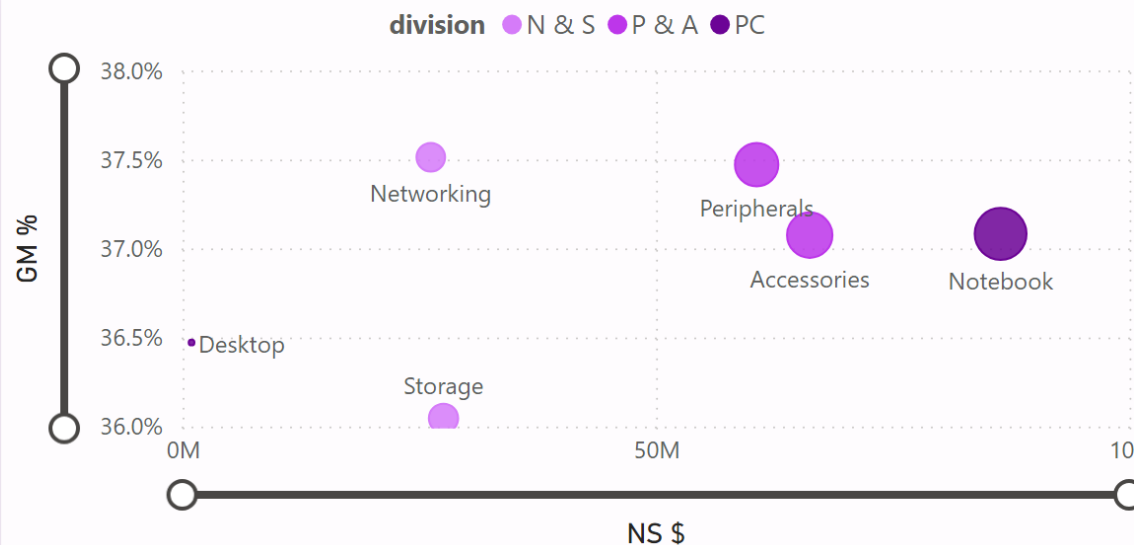 division N & S P & A PC
38.0%
37.5%
Networking
Peripherals
37.0%
GM %
Accessories
Notebook
36.5%
Desktop
Storage
36.0%
0M 50M 10
NS $